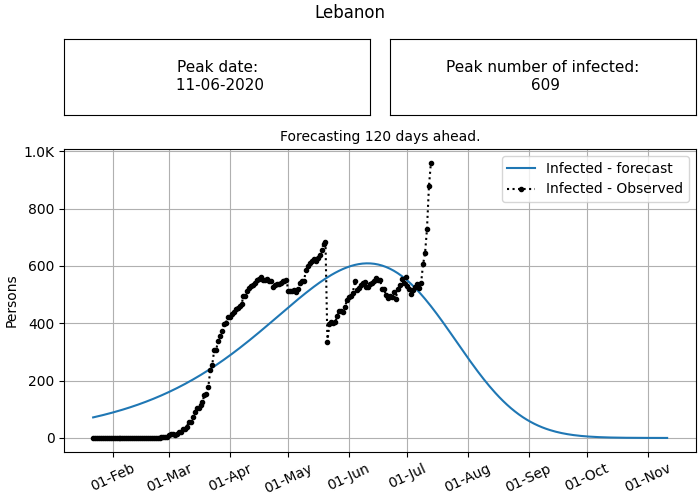 Lebanon
Peak date:
11-06-2020
Peak number of infected:
609
Forecasting 120 days ahead.
1.0K
800
600
400
200
0
Persons
Infected - forecast
Infected - Observed
01-Feb
01-Mar
01-Apr
01-May
01-Jun
01-Jul
01-Aug
01-Sep
01-Oct
01-Nov